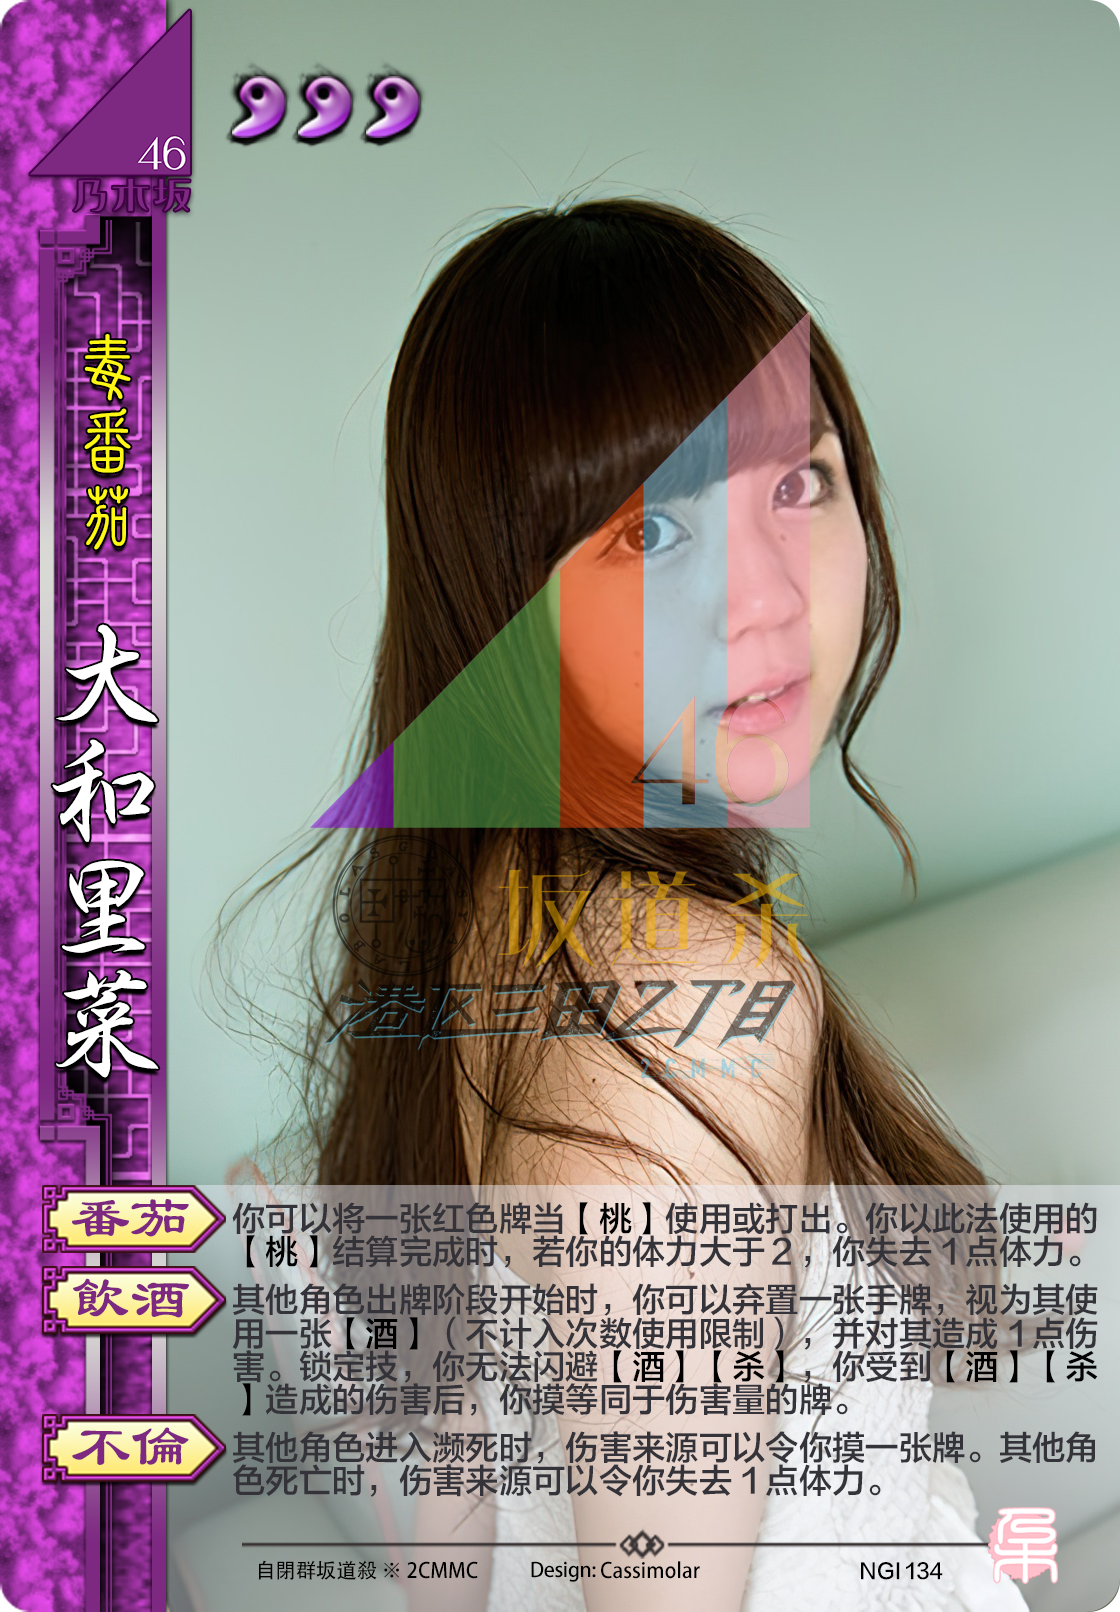 46
乃木坂
毒番茄
大和里菜
46
坂道杀
港区三田2丁目
2CMMC
番茄
你可以将一张红色牌当【桃】使用或打出。你以此法使用的
【桃】结算完成时，若你的体力大于2，你失去1点体力。
飲酒
其他角色出牌阶段开始时，你可以弃置一张手牌，视为其使
用一张【酒】（不计入次数使用限制），并对其造成1点伤
害。锁定技，你无法闪避【酒】【杀】，你受到【酒】【杀
】造成的伤害后，你摸等同于伤害量的牌。
不倫
其他角色进入濒死时，伤害来源可以令你摸一张牌。其他角
色死亡时，伤害来源可以令你失去1点体力。
自閉群坂道殺 ※ 2CMMC
Design: Cassimolar
NGI134